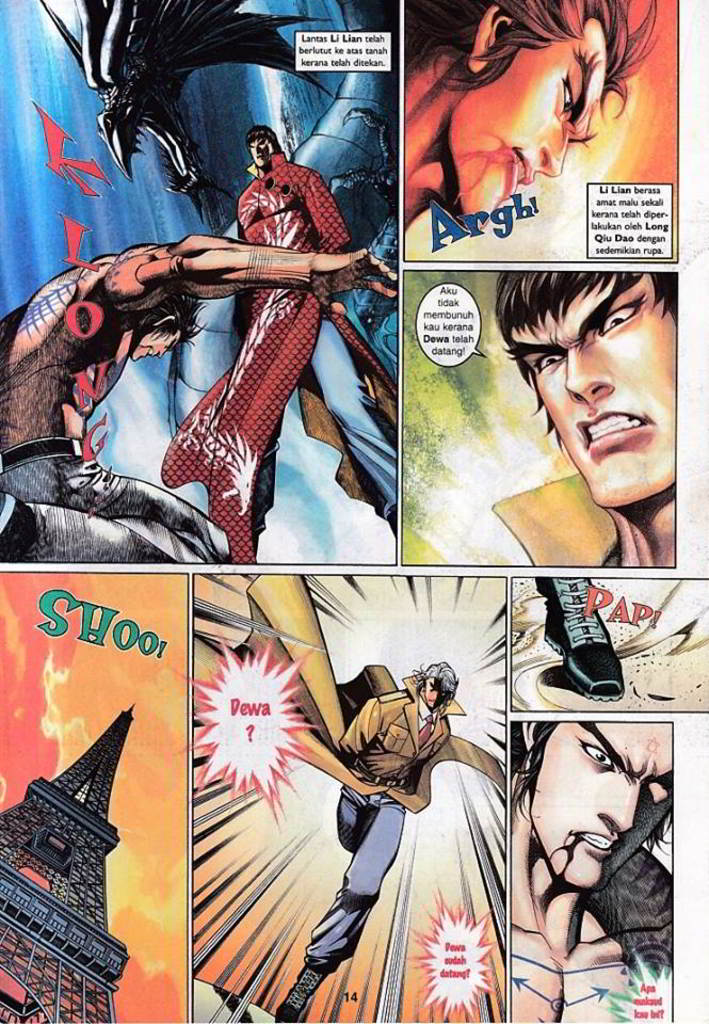 Lantas Li Lian telah
berlutut ke atas tanah
kerana telah ditekan.
KLONG
Argh!
Li Lian berasa
amat malu sekali
kerana telah diper-
lakukan oleh Long
Qiu Dao dengan
sedemikian rupa.
Aku
tidak
membunuh
kau kerana
Dewa telah
datang!
SHOO!
Dewa
?
Dewa
sudah
datang?
PAP!
Apa
maksud
kau ini?
14